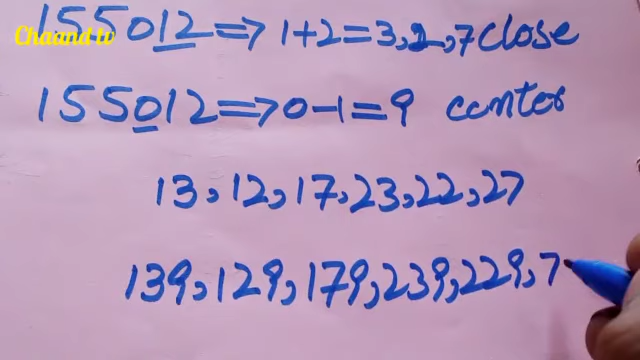 Chaand tv
155012 => 1+2=3,2,7 close
155012 => 0-1=9 contor
13,12,17,23,22,27
139,129,179,239,229,7